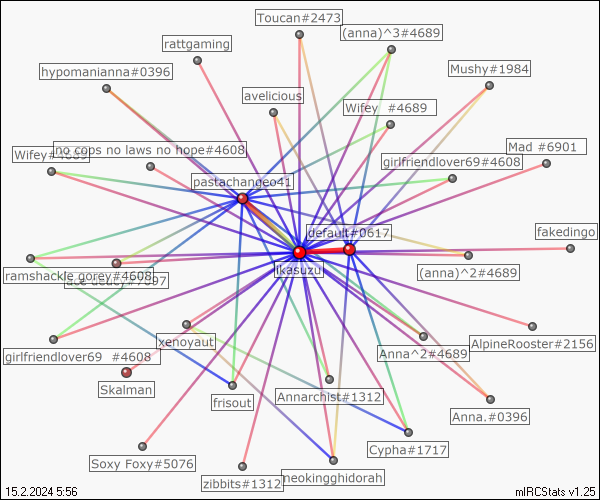 Toucan#2473
(anna)^3#4689
rattgaming
hypomanianna#0396
Mushy#1984
avelicious
Wifey #4689
Mad #6901
no cops no laws no hope#4608
Wifey#4689
girlfriendlover69#4608
pastachangeo41
default#0617
fakedingo
ikasuzu
(anna)^2#4689
ramshackle gorey#4608
AlpineRooster#2156
xenoyaut
Anna^2#4689
girlfriendlover69 #4608
Skalman
Annarchist#1312
frisout
Anna.#0396
Cypha#1717
Soxy Foxy#5076
neokingghidorah
zibbits#1312
15.2.2024 5:56
mIRCStats v1.25